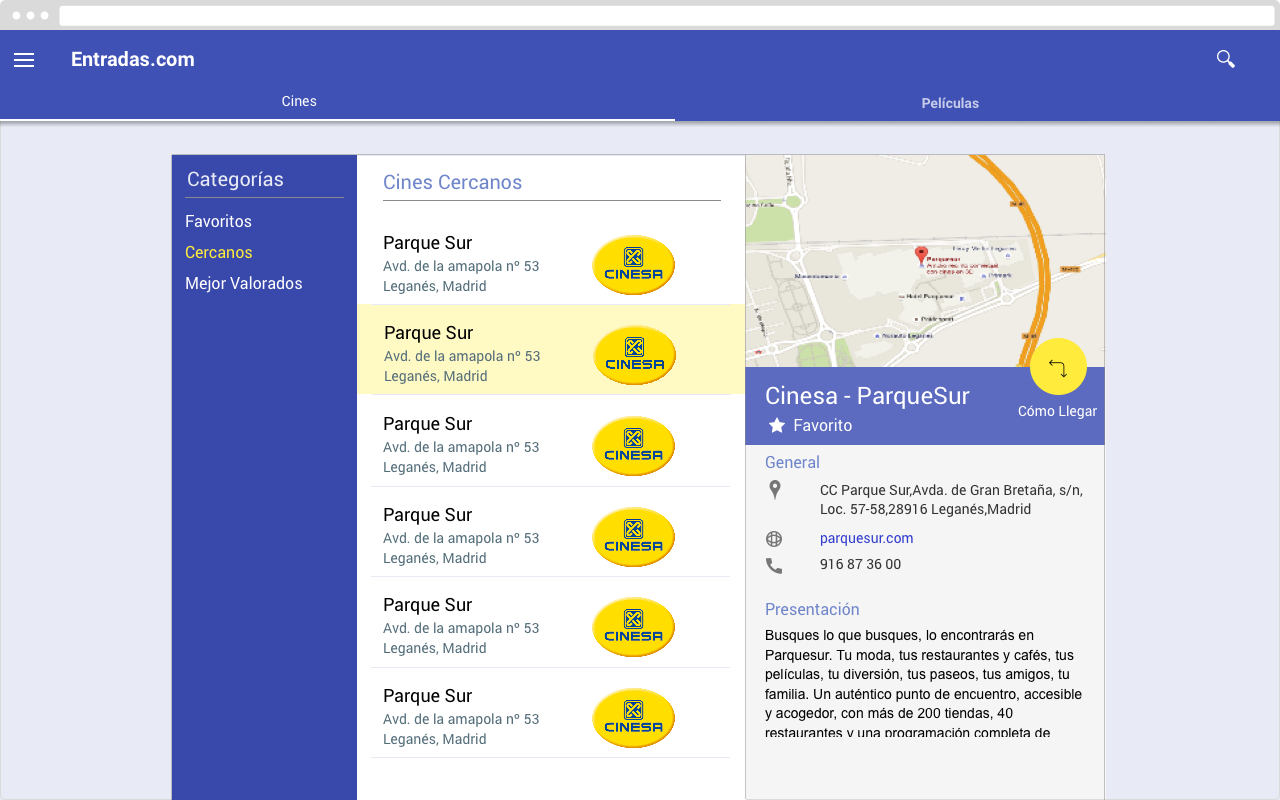 Entradas.com
Cines
Películas
Categorías
Favoritos
Cercanos
Mejor Valorados
Cines Cercanos
Parque Sur
Avd. de la amapola nº 53
Leganés, Madrid
CINESA
Parque Sur
Avd. de la amapola nº 53
Leganés, Madrid
CINESA
Parque Sur
Avd. de la amapola nº 53
Leganés, Madrid
CINESA
Parque Sur
Avd. de la amapola nº 53
Leganés, Madrid
CINESA
Parque Sur
Avd. de la amapola nº 53
Leganés, Madrid
CINESA
Parque Sur
Avd. de la amapola nº 53
Leganés, Madrid
CINESA
Parquesur
Hotel Parquesur
Cinesa - ParqueSur
Favorito
Cómo Llegar
General
CC Parque Sur,Avda. de Gran Bretaña, s/n,
Loc. 57-58,28916 Leganés,Madrid
parquesur.com
916 87 36 00
Presentación
Busques lo que busques, lo encontrarás en
Parquesur. Tu moda, tus restaurantes y cafés, tus
películas, tu diversión, tus paseos, tus amigos, tu
familia. Un auténtico punto de encuentro, accesible
y acogedor, con más de 200 tiendas, 40
restaurantes y una programación completa de